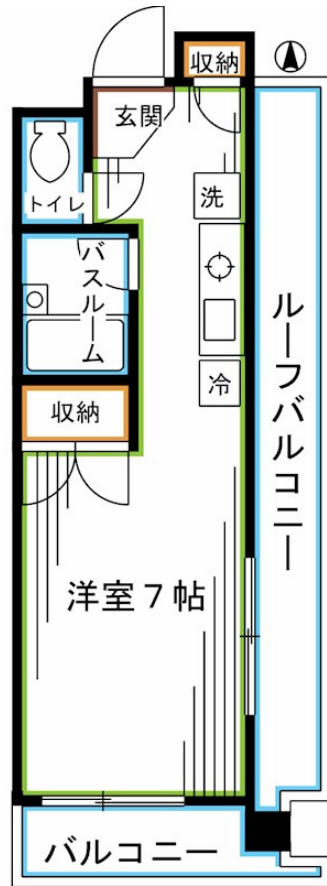 収納
玄関
トイレ
洗
バスルーム
冷
収納
ルーフバルコニー
洋室7帖
バルコニー